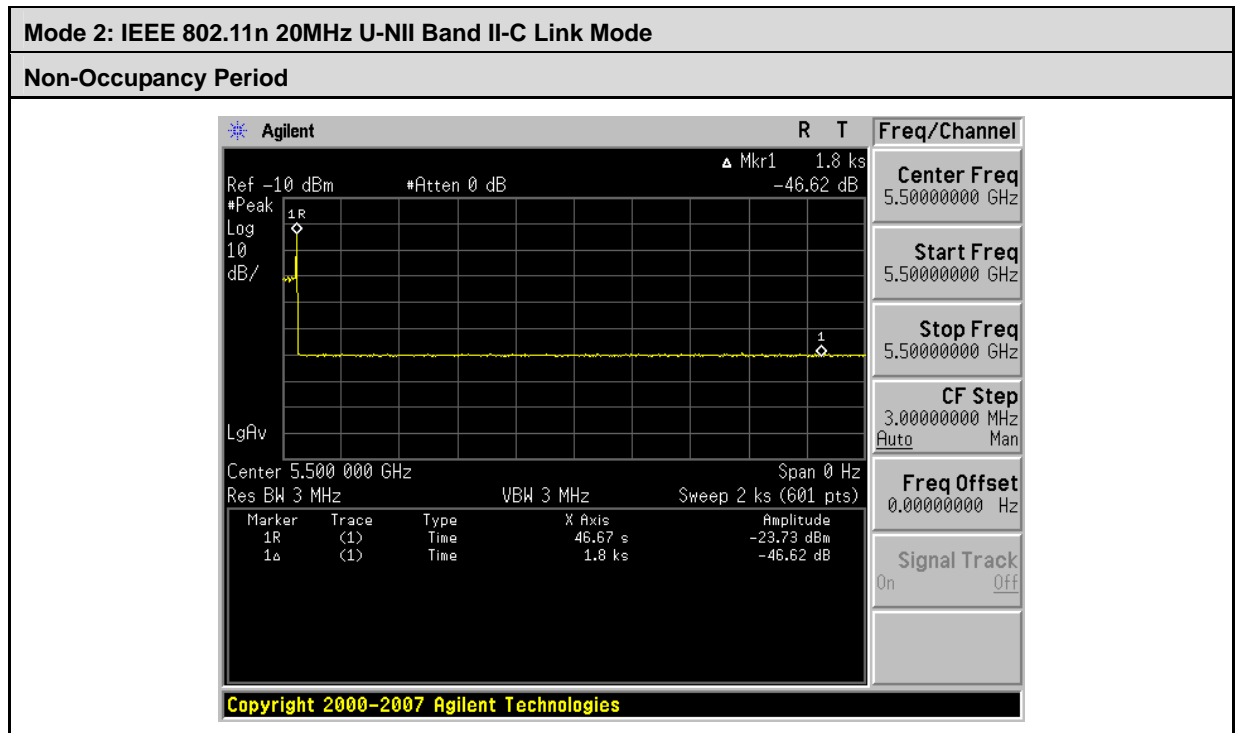 Mode 2: IEEE 802.11n 20MHz U-NII Band II-C Link Mode
Non-Occupancy Period
Agilent R T Freq/Channel
Δ Mkr1 1.8 ks
Ref -10 dBm #Atten 0 dB -46.62 dB
#Peak
Log
10
dB/
1R
1
LgAv
Center 5.500 000 GHz Span 0 Hz
Res BW 3 MHz VBW 3 MHz Sweep 2 ks (601 pts)
Marker Trace Type X Axis Amplitude
1R (1) Time 46.67 s -23.73 dBm
1Δ (1) Time 1.8 ks -46.62 dB
Center Freq
5.50000000 GHz
Start Freq
5.50000000 GHz
Stop Freq
5.50000000 GHz
CF Step
3.00000000 MHz
Auto Man
Freq Offset
0.00000000 Hz
Signal Track
On Off
Copyright 2000-2007 Agilent Technologies